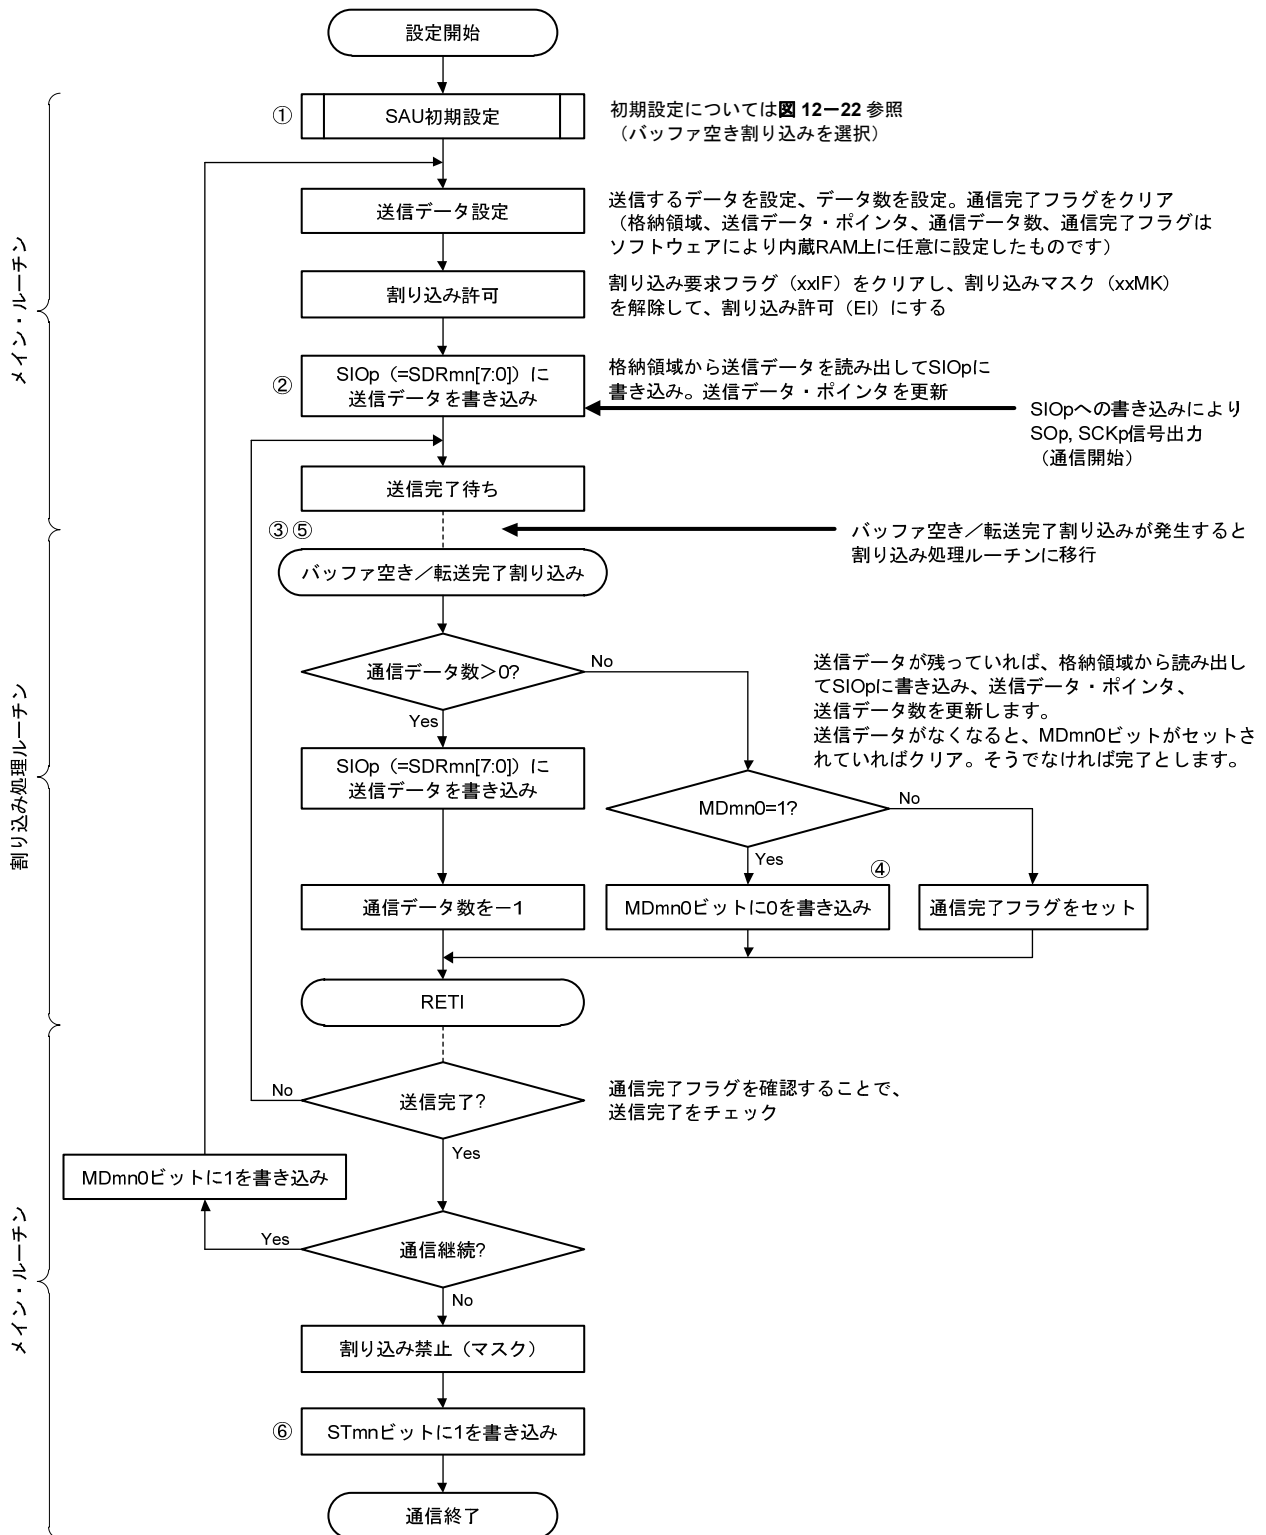 設定開始
①
SAU初期設定
初期設定については図 12－22 参照
（バッファ空き割り込みを選択）
送信データ設定
送信するデータを設定、データ数を設定。通信完了フラグをクリア
（格納領域、送信データ・ポインタ、通信データ数、通信完了フラグは
ソフトウェアにより内蔵RAM上に任意に設定したものです）
メイン・ルーチン
割り込み許可
割り込み要求フラグ（xxIF）をクリアし、割り込みマスク（xxMK）
を解除して、割り込み許可（EI）にする
②
SIOp（=SDRmn[7:0]）に
送信データを書き込み
格納領域から送信データを読み出してSIOpに
書き込み。送信データ・ポインタを更新
SIOpへの書き込みにより
SOp, SCKp信号出力
（通信開始）
送信完了待ち
③⑤
バッファ空き／転送完了割り込みが発生すると
割り込み処理ルーチンに移行
バッファ空き／転送完了割り込み
通信データ数＞0?
No
Yes
送信データが残っていれば、格納領域から読み出し
てSIOpに書き込み、送信データ・ポインタ、
送信データ数を更新します。
送信データがなくなると、MDmn0ビットがセットさ
れていればクリア。そうでなければ完了とします。
割り込み処理ルーチン
SIOp（=SDRmn[7:0]）に
送信データを書き込み
MDmn0=1?
No
Yes
④
通信データ数を－1
MDmn0ビットに0を書き込み
通信完了フラグをセット
RETI
送信完了?
No
Yes
通信完了フラグを確認することで、
送信完了をチェック
MDmn0ビットに1を書き込み
メイン・ルーチン
通信継続?
Yes
No
割り込み禁止（マスク）
⑥
STmnビットに1を書き込み
通信終了